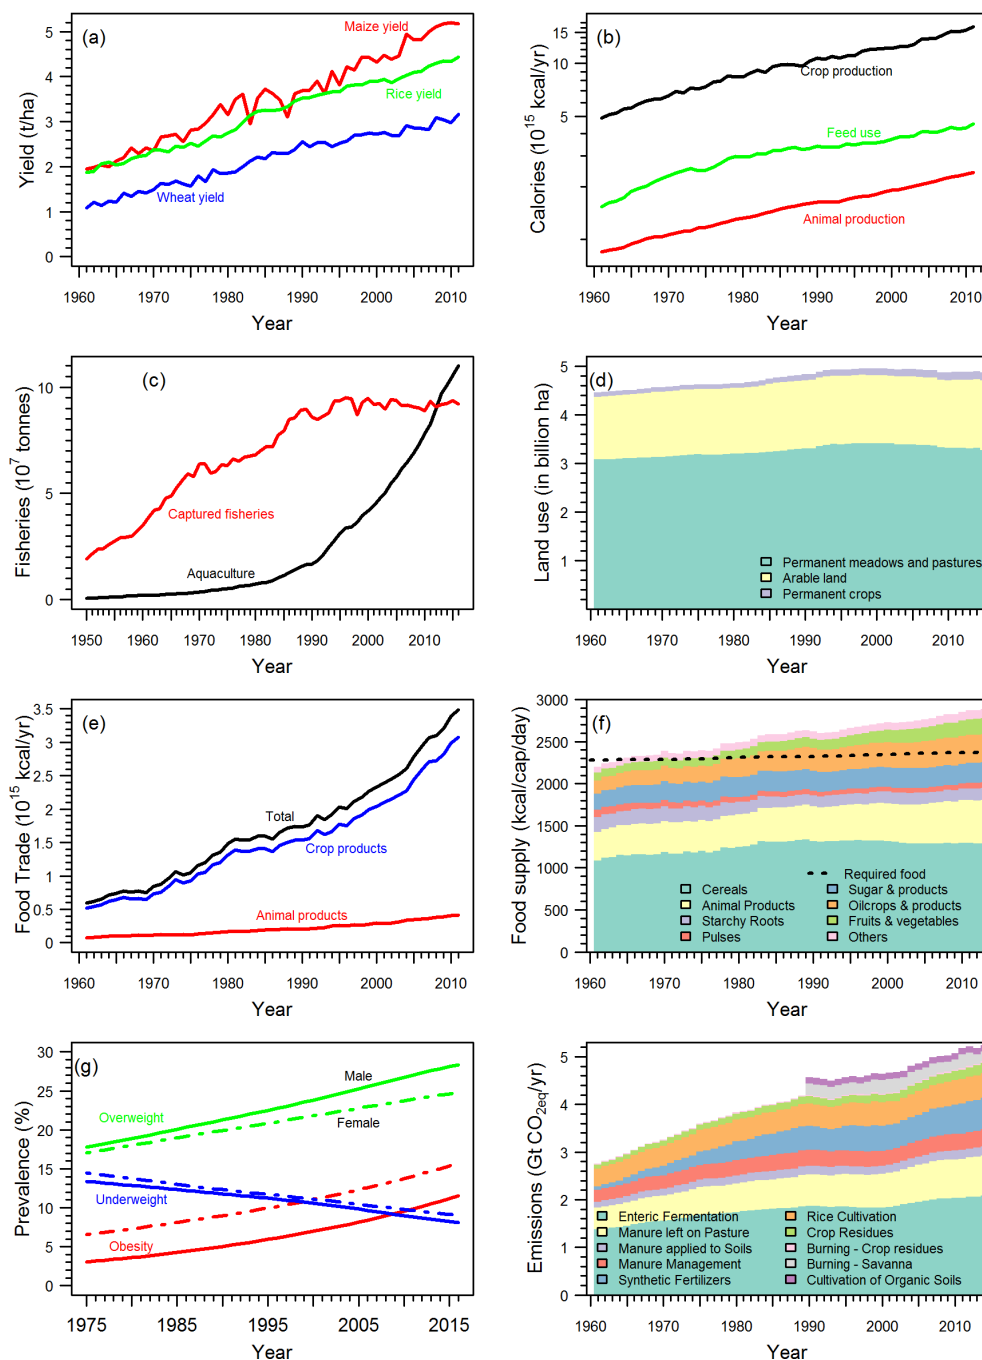 (a)
Maize yield
Rice yield
Wheat yield
Yield (t/ha)
0
1
2
3
4
5
1960 1970 1980 1990 2000 2010
Year
(b)
Crop production
Feed use
Animal production
Calories (10^15 kcal/yr)
5
10
15
1960 1970 1980 1990 2000 2010
Year
(c)
Captured fisheries
Aquaculture
Fisheries (10^7 tonnes)
0
5
10
1950 1960 1970 1980 1990 2000 2010
Year
(d)
Land use (in billion ha)
1
2
3
4
5
Permanent meadows and pastures
Arable land
Permanent crops
1960 1970 1980 1990 2000 2010
Year
(e)
Total
Crop products
Animal products
Food Trade (10^15 kcal/yr)
0
0.5
1
1.5
2
2.5
3
3.5
1960 1970 1980 1990 2000 2010
Year
(f)
Food supply (kcal/cap/day)
0
500
1000
1500
2000
2500
3000
Required food
Cereals
Animal Products
Starchy Roots
Pulses
Sugar & products
Oilcrops & products
Fruits & vegetables
Others
1960 1970 1980 1990 2000 2010
Year
(g)
Male
Female
Overweight
Underweight
Obesity
Prevalence (%)
0
5
10
15
20
25
30
1975 1985 1995 2005 2015
Year
Emissions (Gt CO2eq/yr)
0
1
2
3
4
5
Enteric Fermentation
Manure left on Pasture
Manure applied to Soils
Manure Management
Synthetic Fertilizers
Rice Cultivation
Crop Residues
Burning - Crop residues
Burning - Savanna
Cultivation of Organic Soils
1960 1970 1980 1990 2000 2010
Year